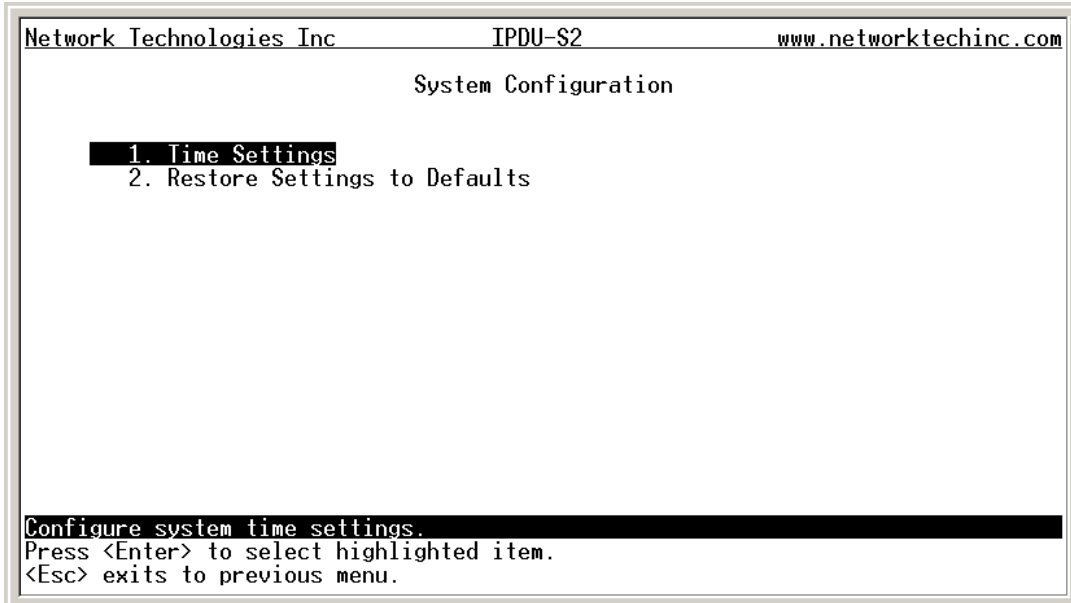 Network Technologies Inc IPDU-S2 www.networktechinc.com
System Configuration
1. Time Settings
2. Restore Settings to Defaults
Configure system time settings.
Press <Enter> to select highlighted item.
<Esc> exits to previous menu.